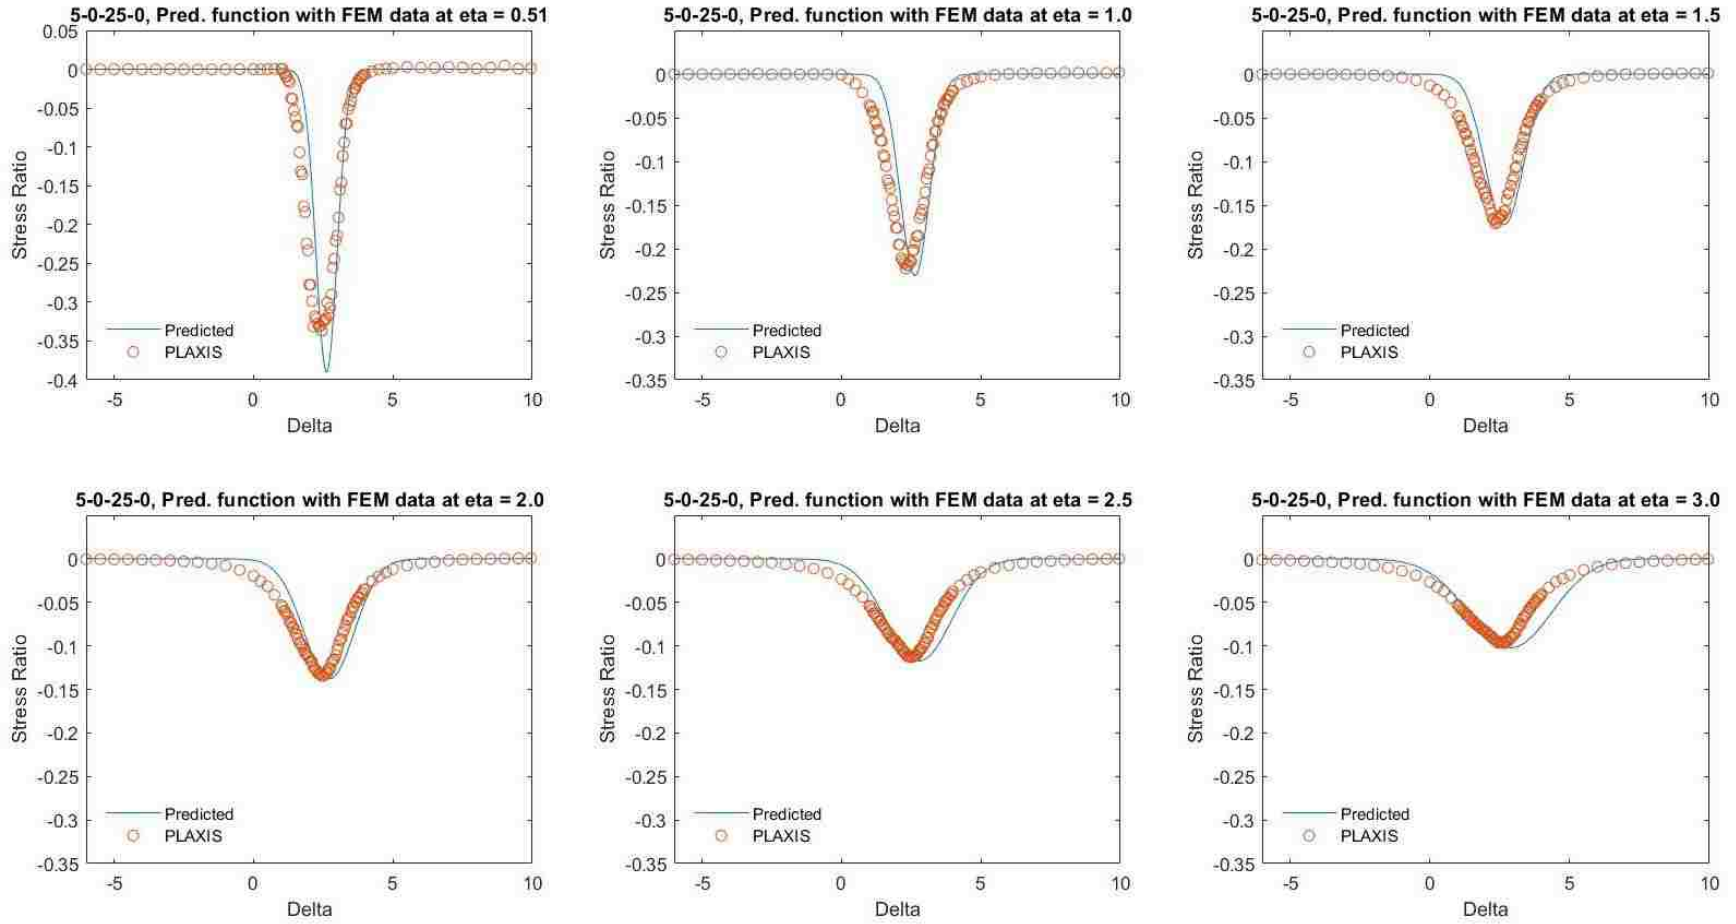 5-0-25-0, Pred. function with FEM data at eta = 0.51
0.05
0
-0.05
-0.1
-0.15
-0.2
-0.25
-0.3
-0.35
-0.4
Stress Ratio
Predicted
PLAXIS
-5 0 5 10
Delta
5-0-25-0, Pred. function with FEM data at eta = 1.0
0
-0.05
-0.1
-0.15
-0.2
-0.25
-0.3
-0.35
Stress Ratio
Predicted
PLAXIS
-5 0 5 10
Delta
5-0-25-0, Pred. function with FEM data at eta = 1.5
0
-0.05
-0.1
-0.15
-0.2
-0.25
-0.3
-0.35
Stress Ratio
Predicted
PLAXIS
-5 0 5 10
Delta
5-0-25-0, Pred. function with FEM data at eta = 2.0
0
-0.05
-0.1
-0.15
-0.2
-0.25
-0.3
-0.35
Stress Ratio
Predicted
PLAXIS
-5 0 5 10
Delta
5-0-25-0, Pred. function with FEM data at eta = 2.5
0
-0.05
-0.1
-0.15
-0.2
-0.25
-0.3
-0.35
Stress Ratio
Predicted
PLAXIS
-5 0 5 10
Delta
5-0-25-0, Pred. function with FEM data at eta = 3.0
0
-0.05
-0.1
-0.15
-0.2
-0.25
-0.3
-0.35
Stress Ratio
Predicted
PLAXIS
-5 0 5 10
Delta